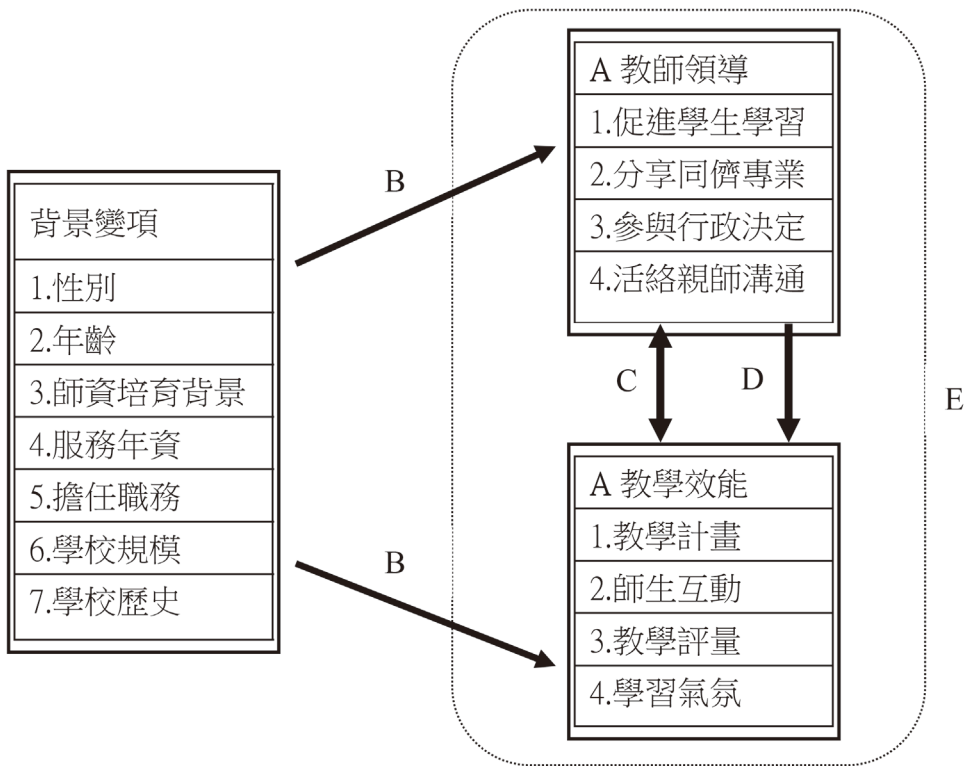 背景變項
1.性別
2.年齡
3.師資培育背景
4.服務年資
5.擔任職務
6.學校規模
7.學校歷史
B
B
A 教師領導
1.促進學生學習
2.分享同儕專業
3.參與行政決定
4.活絡親師溝通
C
D
E
A 教學效能
1.教學計畫
2.師生互動
3.教學評量
4.學習氣氛